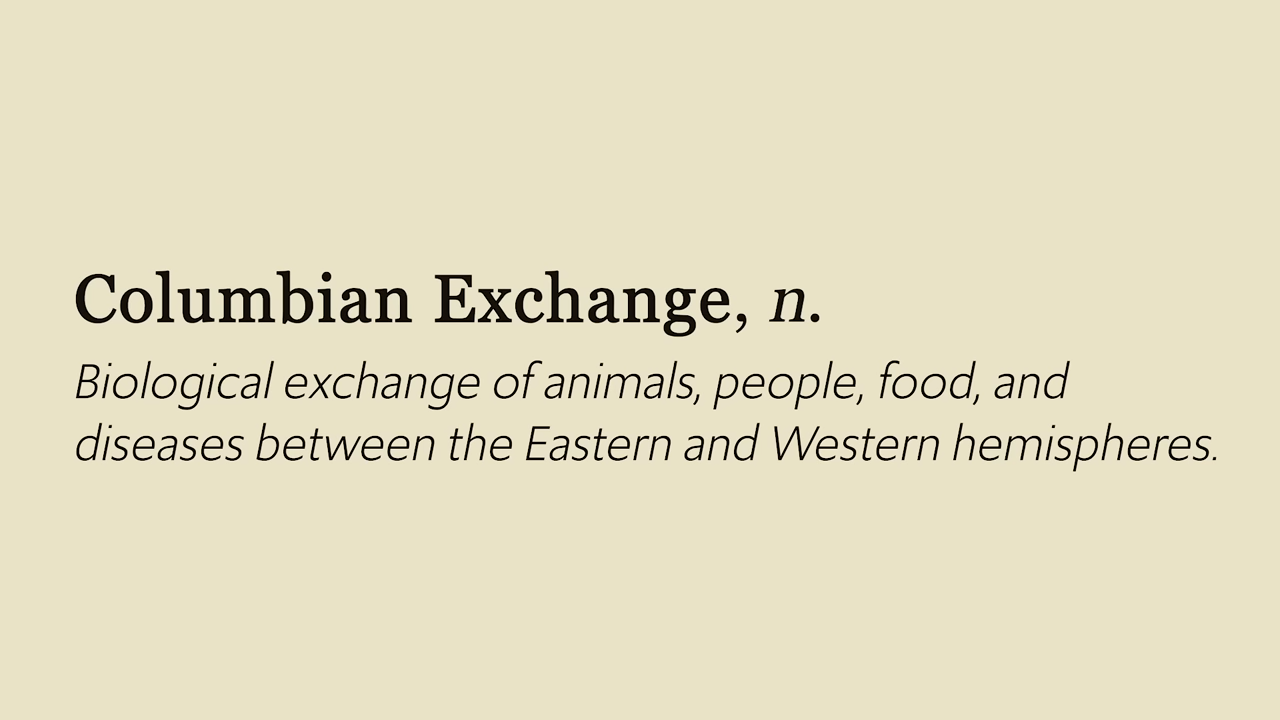 Columbian Exchange, n.
Biological exchange of animals, people, food, and
diseases between the Eastern and Western hemispheres.